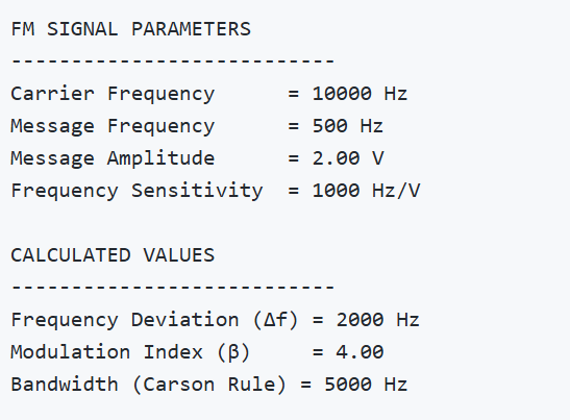 FM SIGNAL PARAMETERS
---------------------------
Carrier Frequency      = 10000 Hz
Message Frequency      = 500 Hz
Message Amplitude      = 2.00 V
Frequency Sensitivity  = 1000 Hz/V

CALCULATED VALUES
---------------------------
Frequency Deviation (Δf) = 2000 Hz
Modulation Index (β)     = 4.00
Bandwidth (Carson Rule) = 5000 Hz